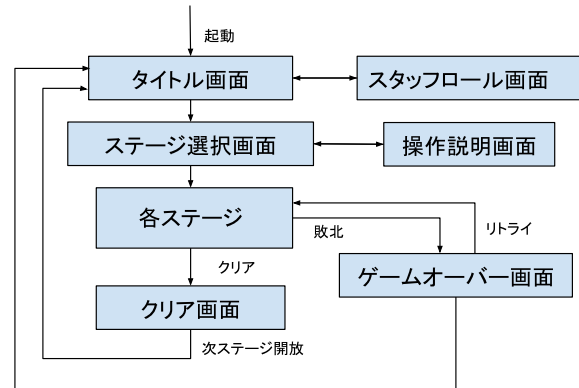 起動
タイトル画面
スタッフロール画面
ステージ選択画面
操作説明画面
各ステージ
敗北
リトライ
クリア
ゲームオーバー画面
クリア画面
次ステージ開放